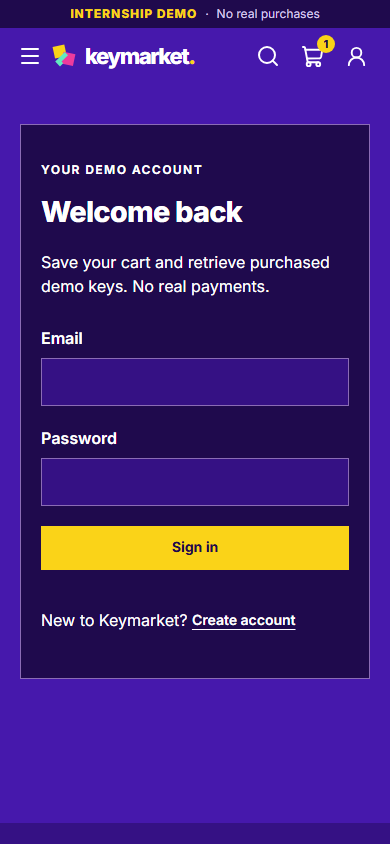 INTERNSHIP DEMO · No real purchases
keymarket.
1
YOUR DEMO ACCOUNT
Welcome back
Save your cart and retrieve purchased
demo keys. No real payments.
Email
Password
Sign in
New to Keymarket? Create account